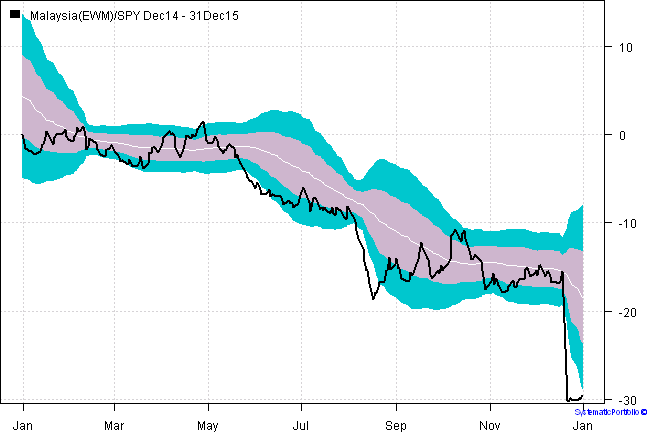 Malaysia(EWM)/SPY Dec14 - 31Dec15
10
0
-10
-20
-30
SystematicPortfolio ©
Jan Mar May Jul Sep Nov Jan